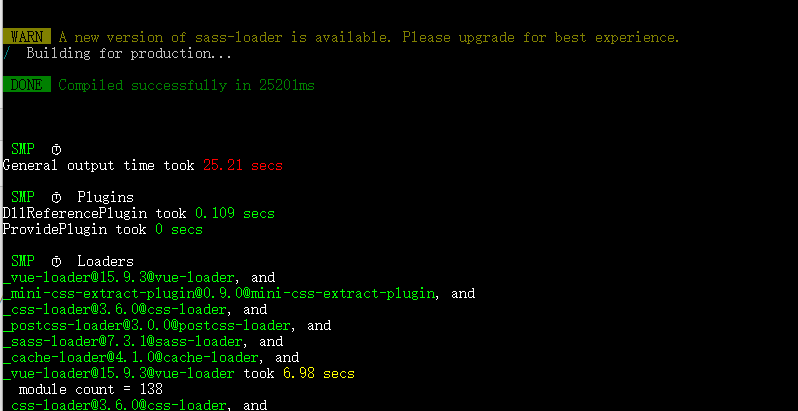 WARN  A new version of sass-loader is available. Please upgrade for best experience.
/  Building for production...
DONE  Compiled successfully in 25201ms
SMP  ⏱
General output time took 25.21 secs
SMP  ⏱  Plugins
DllReferencePlugin took 0.109 secs
ProvidePlugin took 0 secs
SMP  ⏱  Loaders
_vue-loader@15.9.3@vue-loader, and
_mini-css-extract-plugin@0.9.0@mini-css-extract-plugin, and
_css-loader@3.6.0@css-loader, and
_postcss-loader@3.0.0@postcss-loader, and
_sass-loader@7.3.1@sass-loader, and
_cache-loader@4.1.0@cache-loader, and
_vue-loader@15.9.3@vue-loader took 6.98 secs
module count = 138
_css-loader@3.6.0@css-loader, and